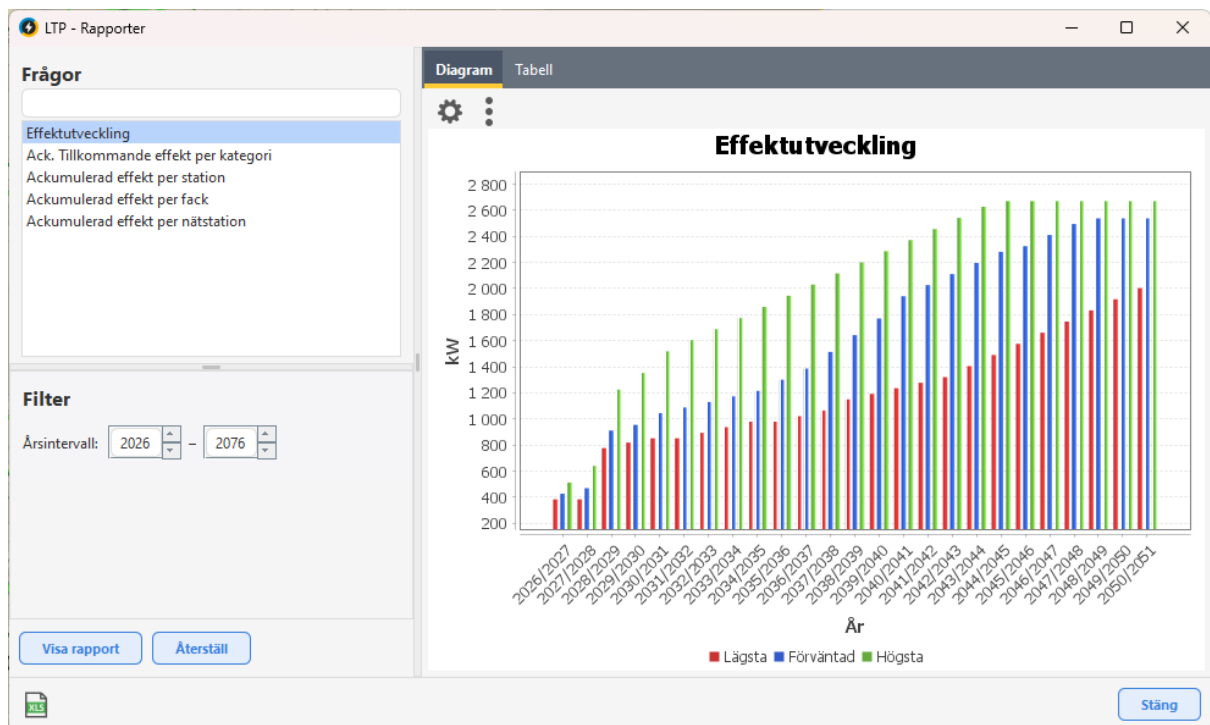 LTP - Rapporter
Frågor
Effektutveckling
Ack. Tillkommande effekt per kategori
Ackumulerad effekt per station
Ackumulerad effekt per fack
Ackumulerad effekt per nätstation
Filter
Årsintervall: 2026 – 2076
Visa rapport Återställ
XLS
Diagram Tabell
Effektutveckling
2 800
2 600
2 400
2 200
2 000
1 800
1 600
1 400
1 200
1 000
800
600
400
200
kW
2026/2027
2027/2028
2028/2029
2029/2030
2030/2031
2031/2032
2032/2033
2033/2034
2034/2035
2035/2036
2036/2037
2037/2038
2038/2039
2039/2040
2040/2041
2041/2042
2042/2043
2043/2044
2044/2045
2045/2046
2046/2047
2047/2048
2048/2049
2049/2050
2050/2051
År
Lägsta Förväntad Högsta
Stäng